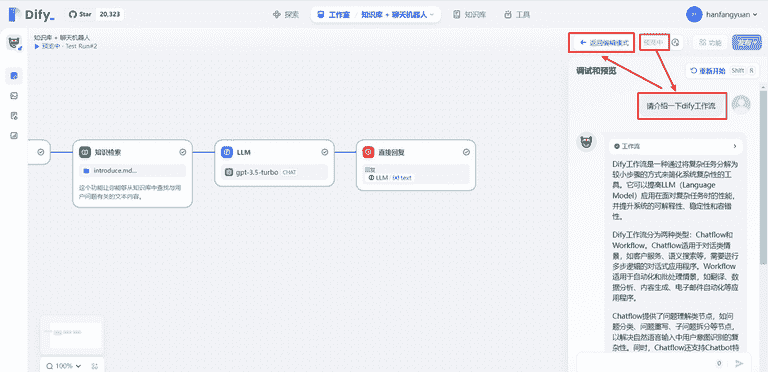 Dify_
Star 20,323
探索
工作室
知识库 + 聊天机器人
知识库
工具
hanfangyuan
知识库 + 聊天机器人
预览中 · Test Run#2
返回编辑模式
预览中
功能
调试和预览
重新开始 Shift R
请介绍一下dify工作流
知识检索
introduce.md...
这个功能让你能够从知识库中查找与用
户问题有关的文本内容。
LLM
gpt-3.5-turbo CHAT
直接回复
回复
LLM (x) text
工作流
Dify工作流是一种通过将复杂任务分解为
较小步骤的方式来简化系统复杂性的工
具。它可以提高LLM（Language
Model）应用在面对复杂任务时的性能，
并提升系统的可解释性、稳定性和容错
性。
Dify工作流分为两种类型：Chatflow和
Workflow。Chatflow适用于对话类情
景，如客户服务、语义搜索等，需要进行
多步逻辑的对话式应用程序。Workflow
适用于自动化和批处理情景，如翻译、数
据分析、内容生成、电子邮件自动化等应
用程序。
Chatflow提供了问题理解类节点，如问
题分类、问题重写、子问题拆分等节点，
以解决自然语言输入中用户意图识别的复
杂性。同时，Chatflow还支持Chatbot特
0
100%